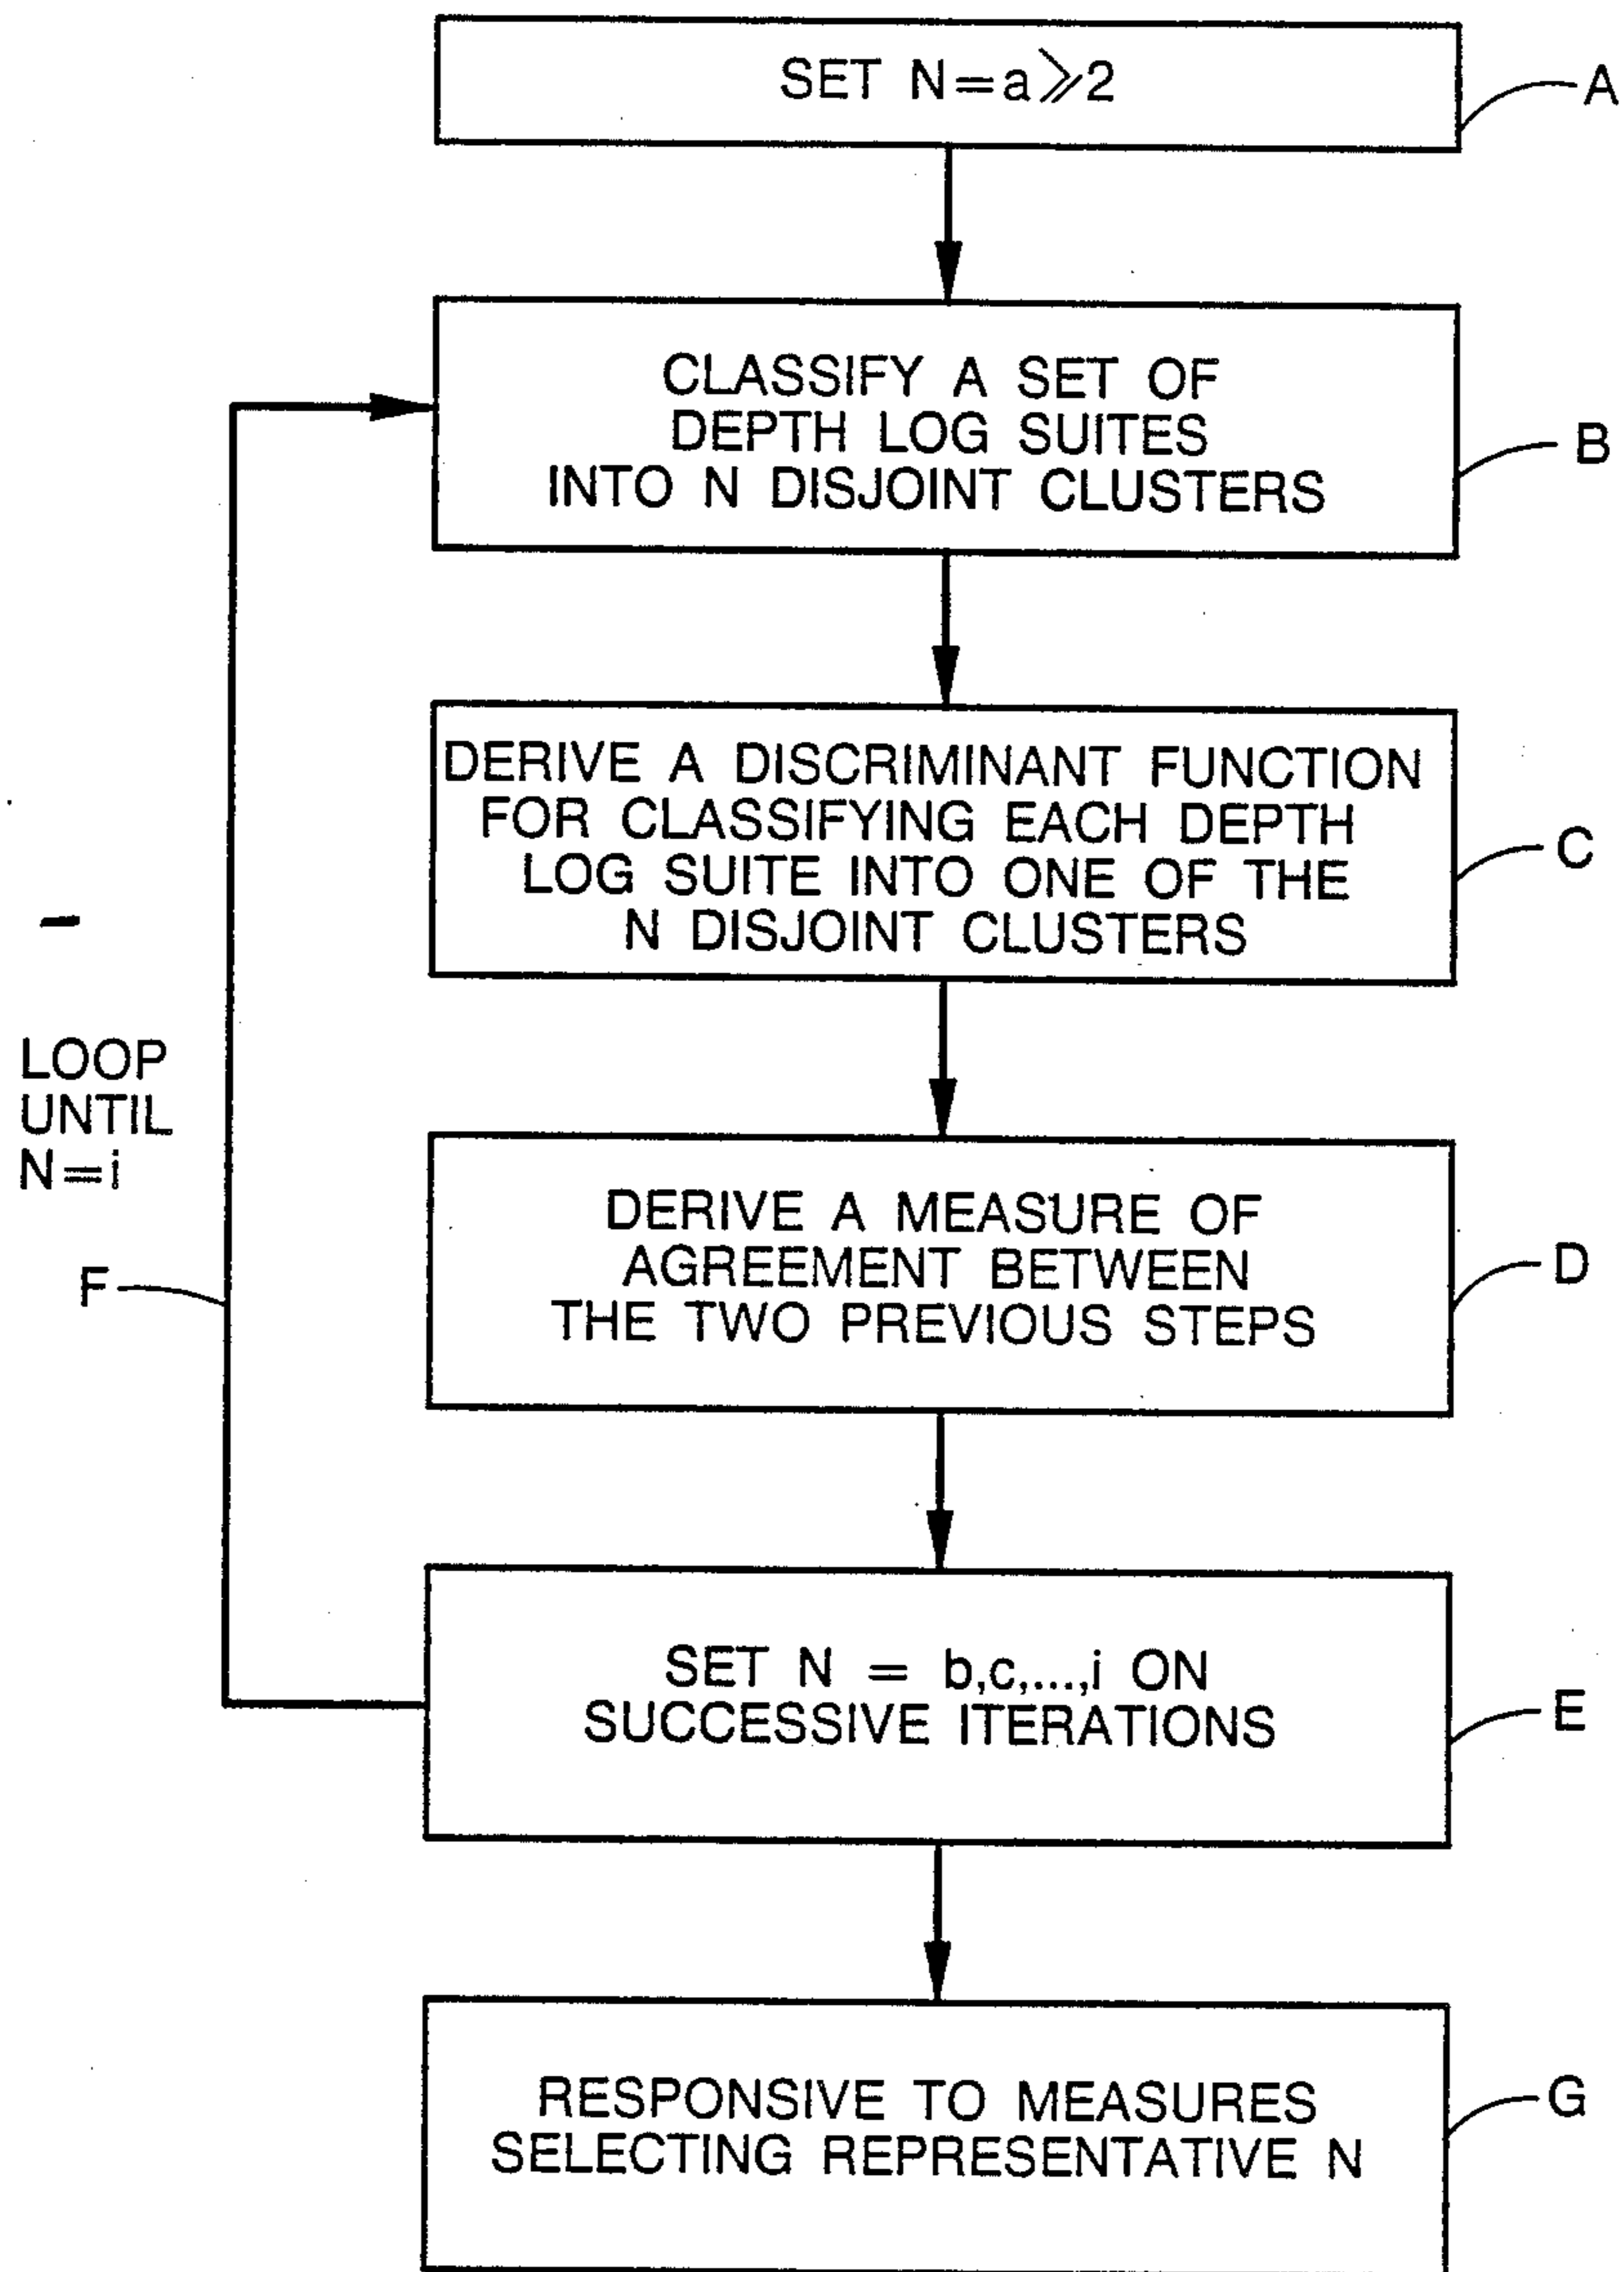 SET N=a⩾2
A
CLASSIFY A SET OF
DEPTH LOG SUITES
INTO N DISJOINT CLUSTERS
B
DERIVE A DISCRIMINANT FUNCTION
FOR CLASSIFYING EACH DEPTH
LOG SUITE INTO ONE OF THE
N DISJOINT CLUSTERS
C
LOOP
UNTIL
N=i
F
DERIVE A MEASURE OF
AGREEMENT BETWEEN
THE TWO PREVIOUS STEPS
D
SET N = b,c,...,i ON
SUCCESSIVE ITERATIONS
E
RESPONSIVE TO MEASURES
SELECTING REPRESENTATIVE N
G